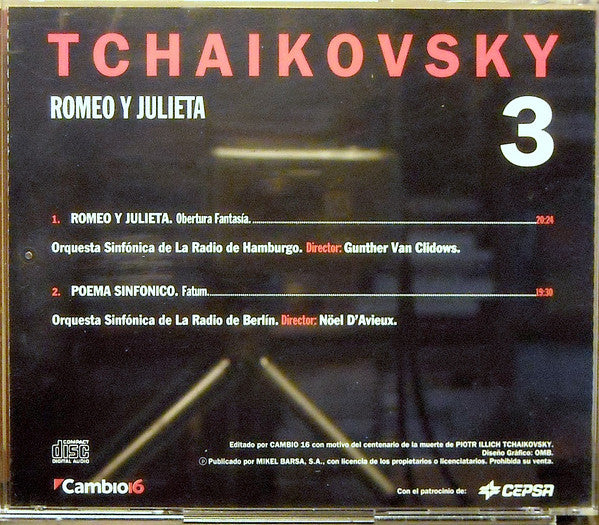 TCHAIKOVSKY
ROMEO Y JULIETA
3
1. ROMEO Y JULIETA. Obertura Fantasía. 20:24
Orquesta Sinfónica de La Radio de Hamburgo. Director: Gunther Van Clidows.
2. POEMA SINFONICO. Fatum. 19:30
Orquesta Sinfónica de La Radio de Berlín. Director: Nöel D'Avieux.
Editado por CAMBIO 16 con motivo del centenario de la muerte de PIOTR ILLICH TCHAIKOVSKY.
Diseño Gráfico: OMB.
Ⓟ Publicado por MIKEL BARSA, S.A., con licencia de los propietarios o licenciatarios. Prohibida su venta.
COMPACT
disc
DIGITAL AUDIO
Cambio16
Con el patrocinio de: CEPSA